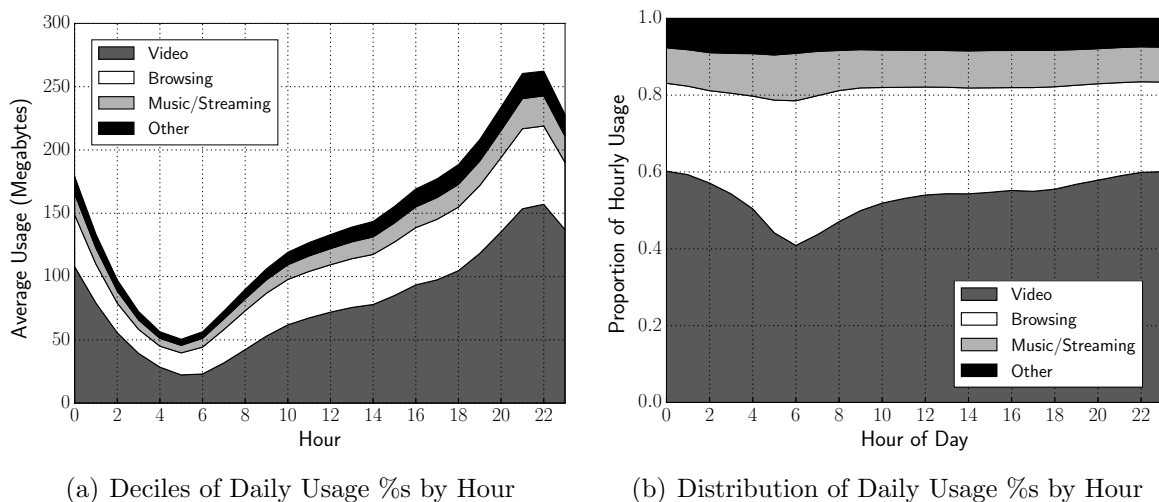 300
250
200
150
100
50
0
Average Usage (Megabytes)
Video
Browsing
Music/Streaming
Other
0 2 4 6 8 10 12 14 16 18 20 22
Hour
(a) Deciles of Daily Usage %s by Hour
1.0
0.8
0.6
0.4
0.2
0.0
Proportion of Hourly Usage
Video
Browsing
Music/Streaming
Other
0 2 4 6 8 10 12 14 16 18 20 22
Hour of Day
(b) Distribution of Daily Usage %s by Hour